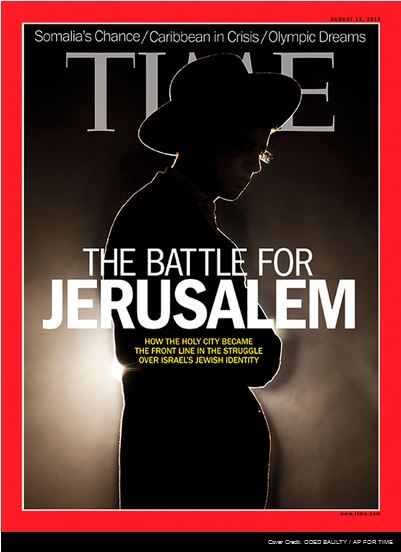 AUGUST 13, 2012
Somalia's Chance/Caribbean in Crisis/Olympic Dreams
TIME
THE BATTLE FOR
JERUSALEM
HOW THE HOLY CITY BECAME
THE FRONT LINE IN THE STRUGGLE
OVER ISRAEL'S JEWISH IDENTITY
www.time.com
Cover Credit: ODED BALILTY / AP FOR TIME